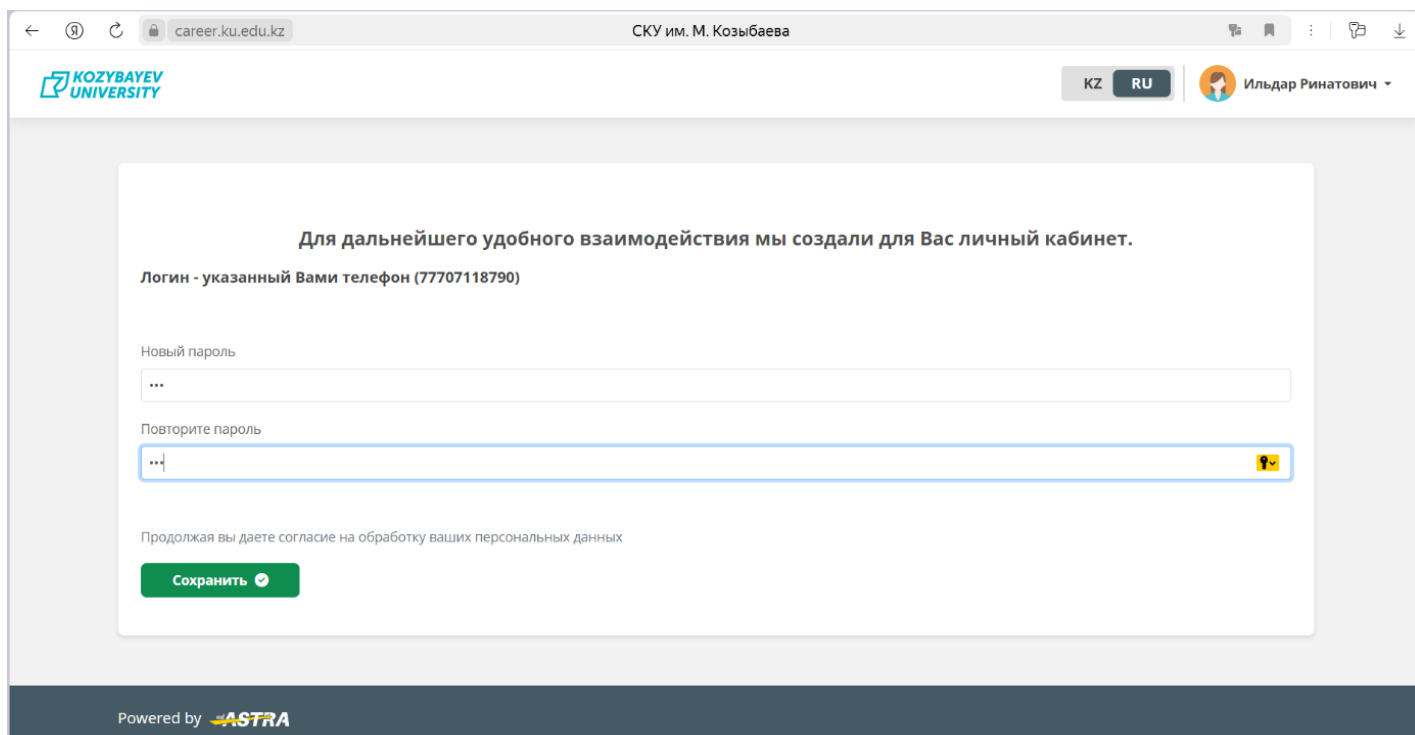 career.ku.edu.kz
СКУ им. М. Козыбаева
KOZYBAYEV
UNIVERSITY
KZ RU
Ильдар Ринатович
Для дальнейшего удобного взаимодействия мы создали для Вас личный кабинет.
Логин - указанный Вами телефон (77707118790)
Новый пароль
•••
Повторите пароль
•••
Продолжая вы даете согласие на обработку ваших персональных данных
Сохранить
Powered by ASTRA